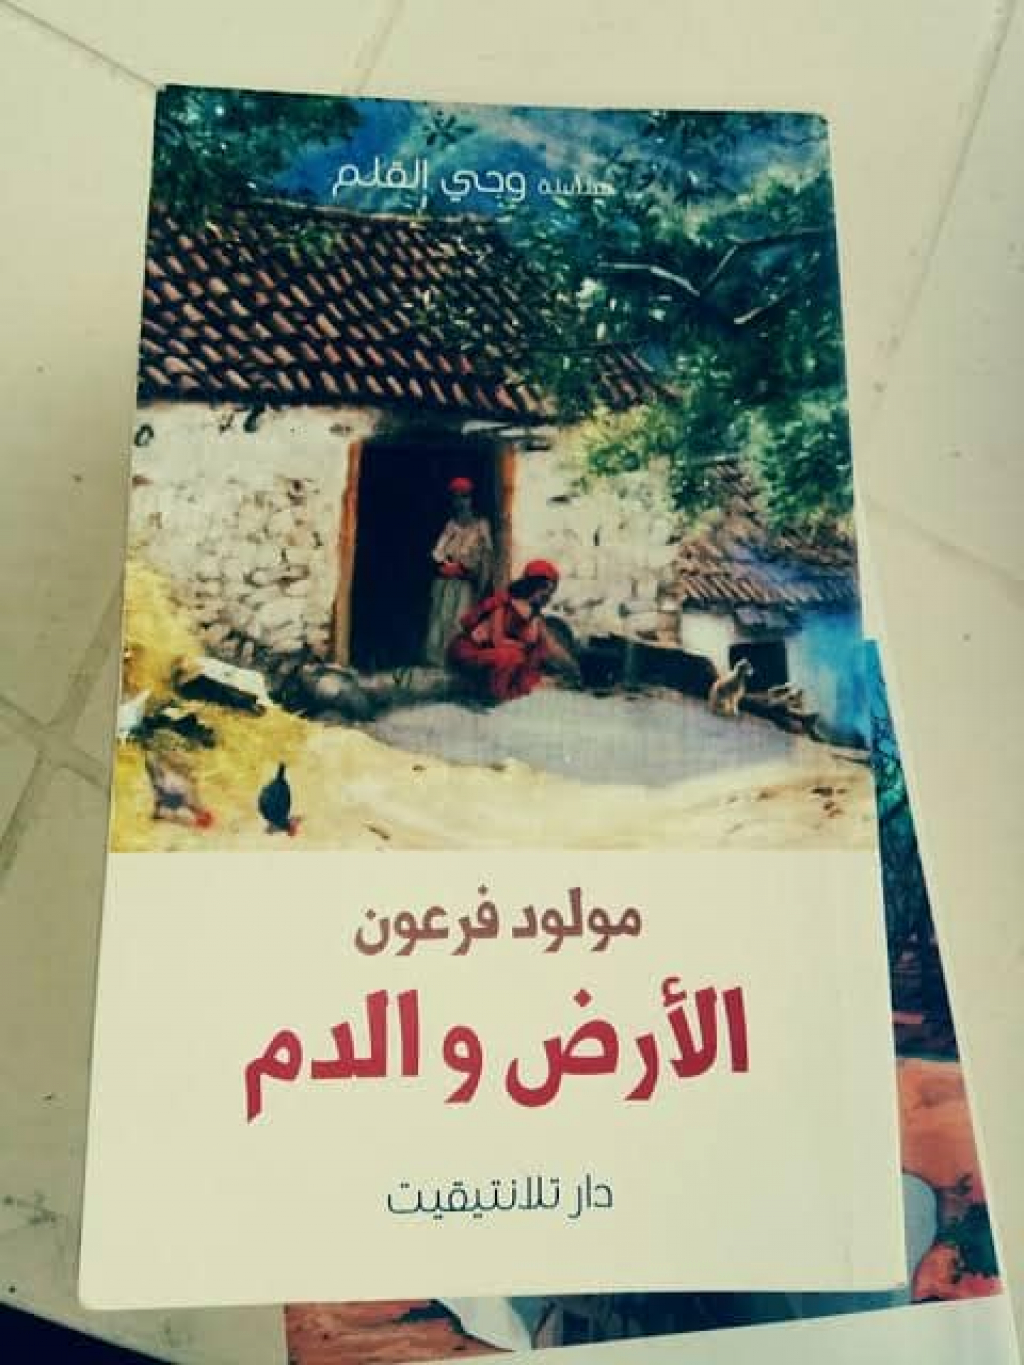 سلسلة وحي القلم
مولود فرعون
الأرض و الدم
دار تلانتيقيت